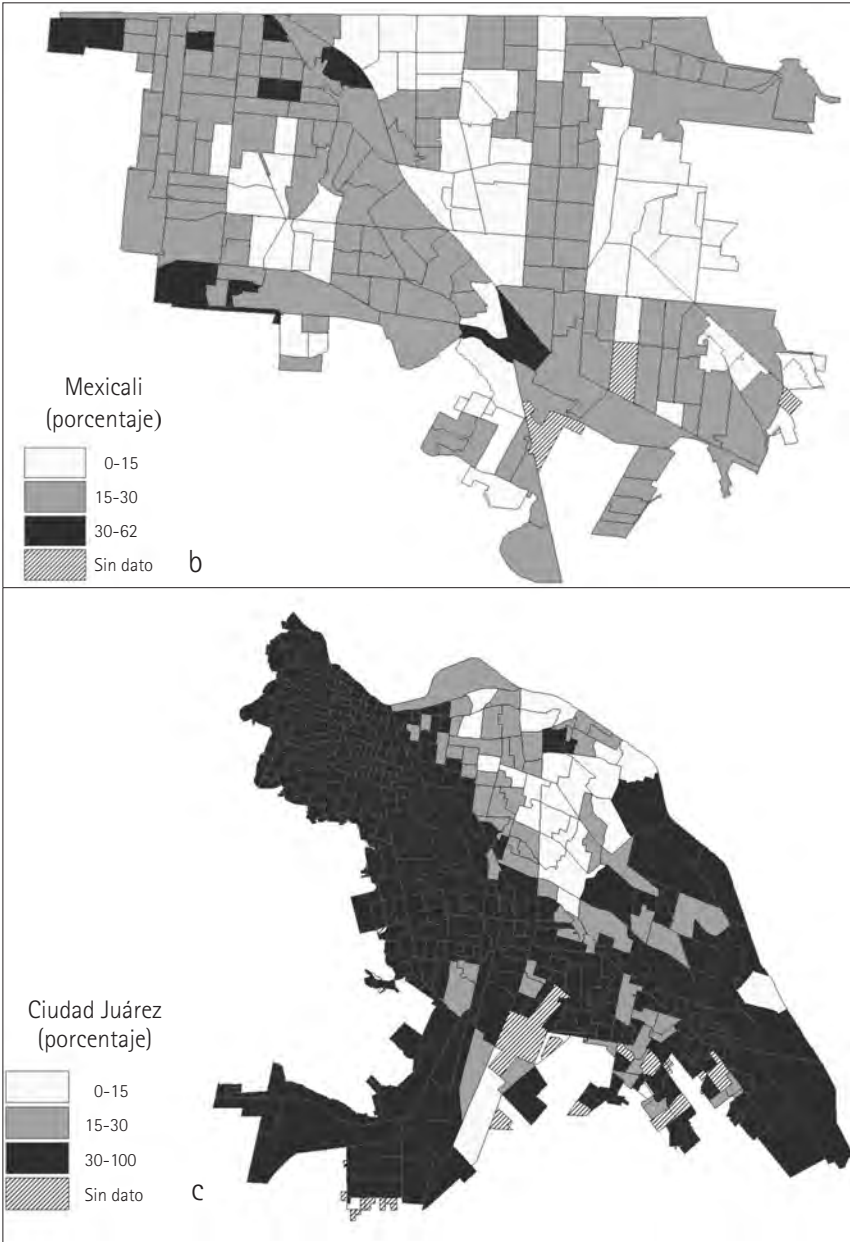 Mexicali
(porcentaje)
0-15
15-30
30-62
Sin dato
b
Ciudad Juárez
(porcentaje)
0-15
15-30
30-100
Sin dato
c